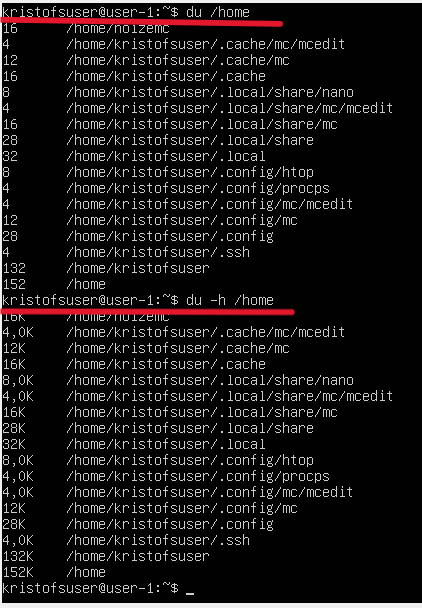 kristofsuser@user-1:~$ du /home
16 /home/holzemc
4 /home/kristofsuser/.cache/mc/mcedit
12 /home/kristofsuser/.cache/mc
16 /home/kristofsuser/.cache
8 /home/kristofsuser/.local/share/nano
4 /home/kristofsuser/.local/share/mc/mcedit
16 /home/kristofsuser/.local/share/mc
28 /home/kristofsuser/.local/share
32 /home/kristofsuser/.local
8 /home/kristofsuser/.config/htop
4 /home/kristofsuser/.config/procps
4 /home/kristofsuser/.config/mc/mcedit
12 /home/kristofsuser/.config/mc
28 /home/kristofsuser/.config
4 /home/kristofsuser/.ssh
132 /home/kristofsuser
152 /home
kristofsuser@user-1:~$ du -h /home
16K /home/holzemc
4,0K /home/kristofsuser/.cache/mc/mcedit
12K /home/kristofsuser/.cache/mc
16K /home/kristofsuser/.cache
8,0K /home/kristofsuser/.local/share/nano
4,0K /home/kristofsuser/.local/share/mc/mcedit
16K /home/kristofsuser/.local/share/mc
28K /home/kristofsuser/.local/share
32K /home/kristofsuser/.local
8,0K /home/kristofsuser/.config/htop
4,0K /home/kristofsuser/.config/procps
4,0K /home/kristofsuser/.config/mc/mcedit
12K /home/kristofsuser/.config/mc
28K /home/kristofsuser/.config
4,0K /home/kristofsuser/.ssh
132K /home/kristofsuser
152K /home
kristofsuser@user-1:~$ _